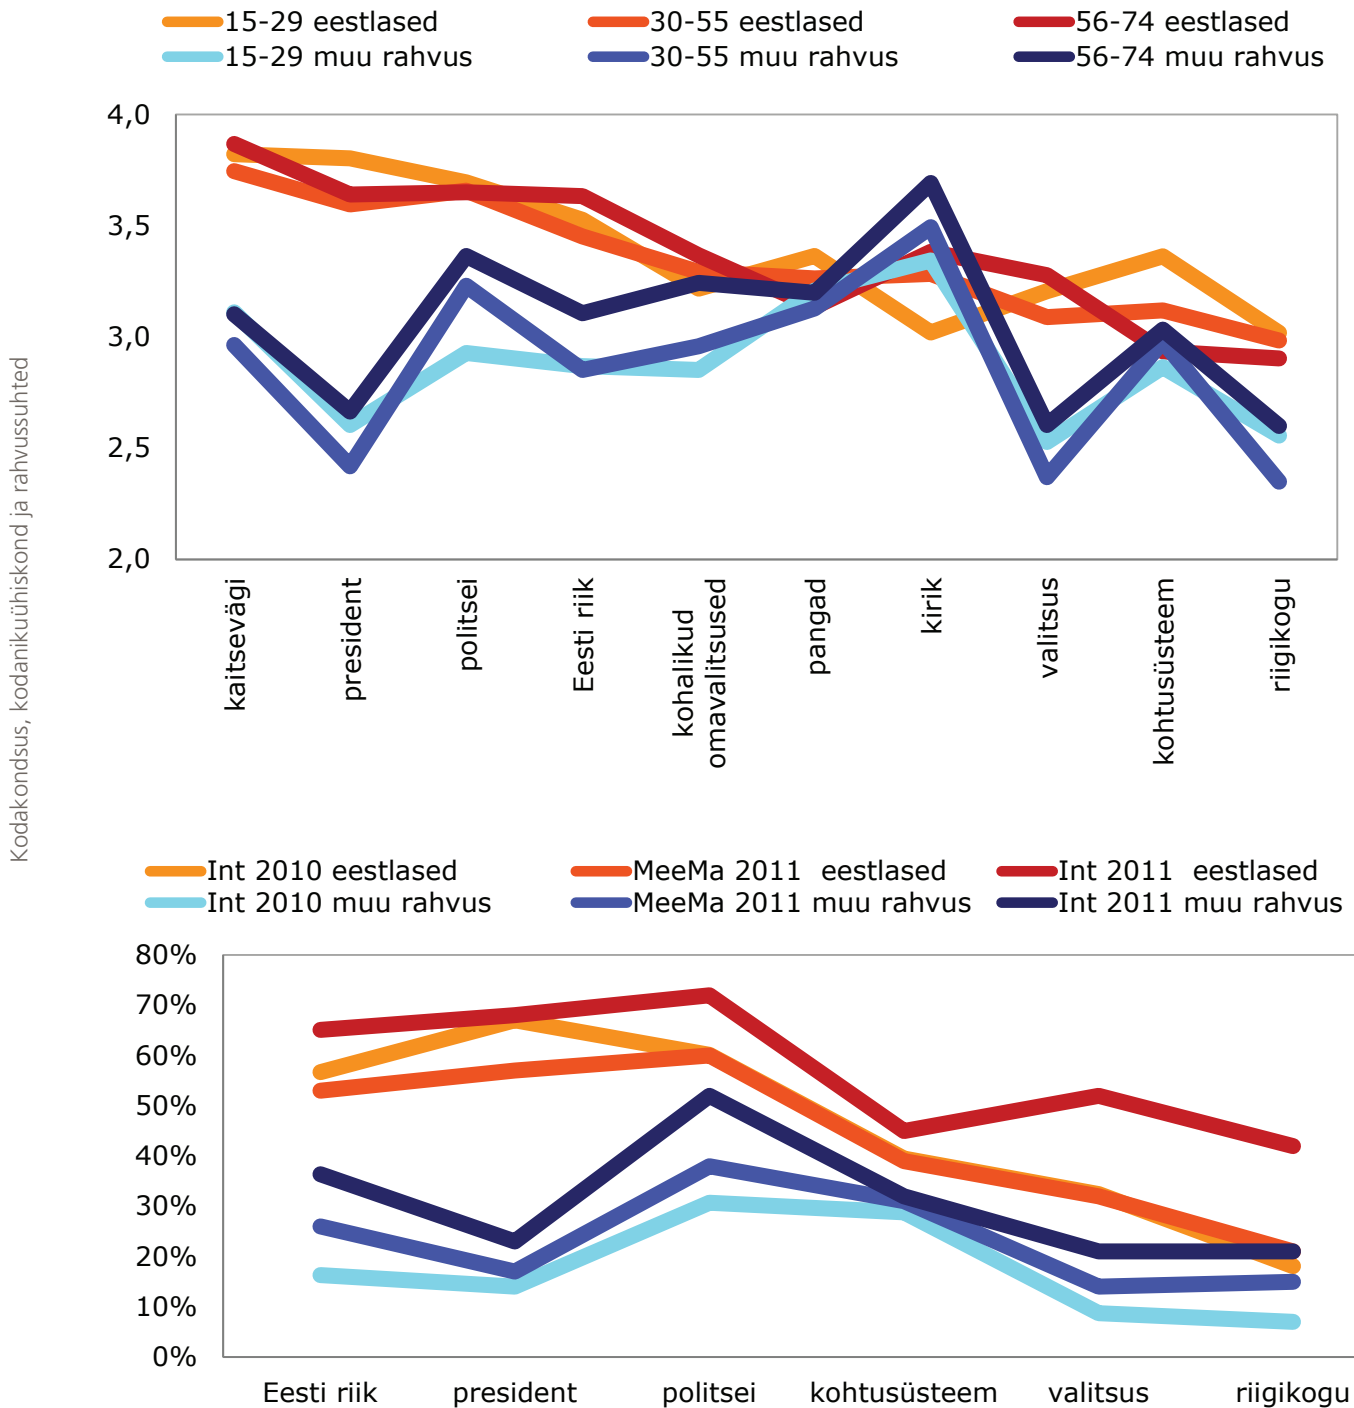 15-29 eestlased 30-55 eestlased 56-74 eestlased
15-29 muu rahvus 30-55 muu rahvus 56-74 muu rahvus
4,0
3,5
3,0
2,5
2,0
kaitsevägi
president
politsei
Eesti riik
kohalikud
omavalitsused
pangad
kirik
valitsus
kohtusüsteem
riigikogu
Kodakondsus, kodanikuühiskond ja rahvussuhted
Int 2010 eestlased MeeMa 2011 eestlased Int 2011 eestlased
Int 2010 muu rahvus MeeMa 2011 muu rahvus Int 2011 muu rahvus
80%
70%
60%
50%
40%
30%
20%
10%
0%
Eesti riik president politsei kohtusüsteem valitsus riigikogu